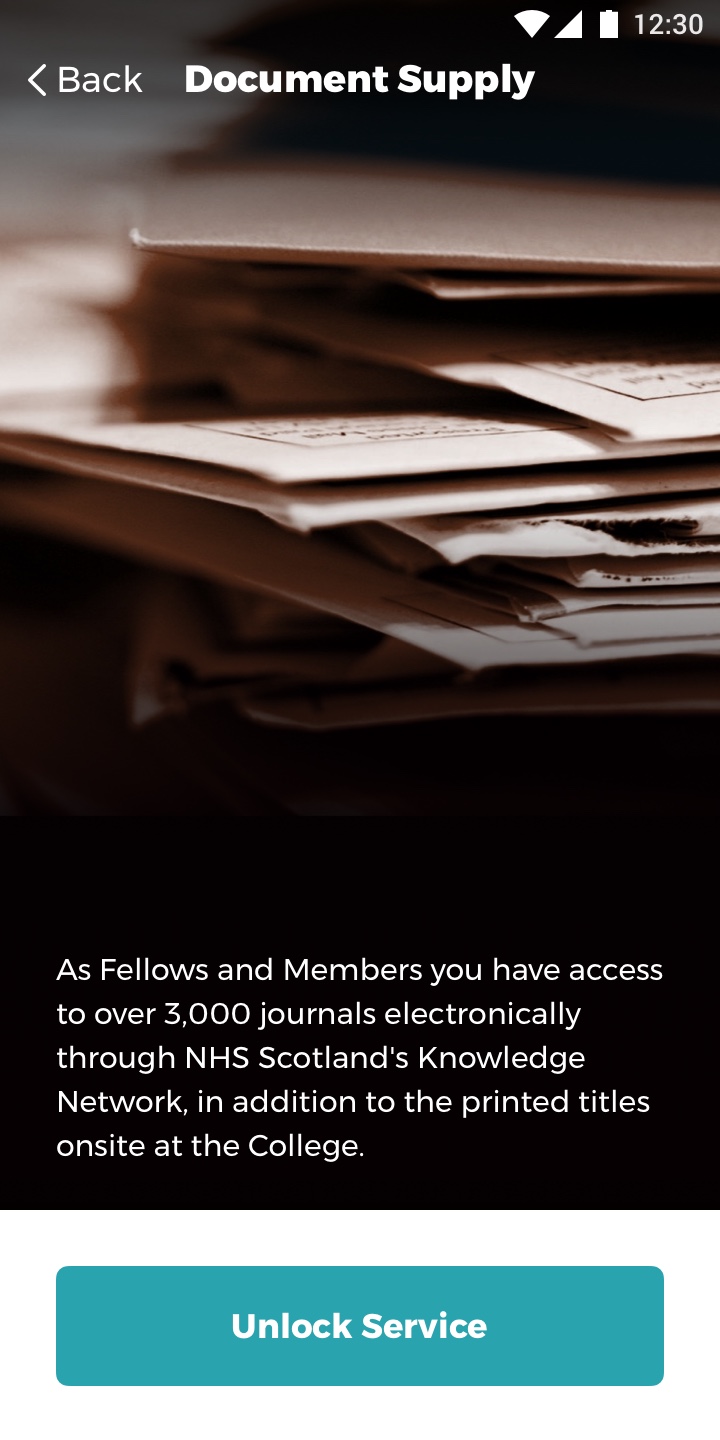 12:30
Back Document Supply
As Fellows and Members you have access
to over 3,000 journals electronically
through NHS Scotland's Knowledge
Network, in addition to the printed titles
onsite at the College.
Unlock Service